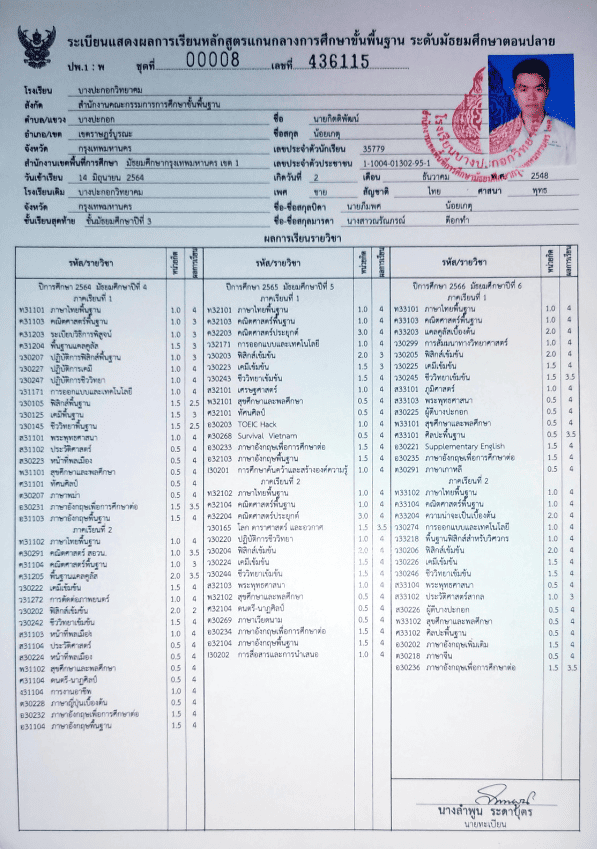 ระเบียนแสดงผลการเรียนหลักสูตรแกนกลางการศึกษาขั้นพื้นฐาน ระดับมัธยมศึกษาตอนปลาย
ปพ.1 : พ ชุดที่ 00008 เลขที่ 436115
โรงเรียน บางปะกอกวิทยาคม
สังกัด สำนักงานคณะกรรมการการศึกษาขั้นพื้นฐาน
ตำบล/แขวง บางปะกอก ชื่อ นายกิตติพัฒน์
อำเภอ/เขต เขตราษฎร์บูรณะ ชื่อสกุล น้อยเกตุ
จังหวัด กรุงเทพมหานคร เลขประจำตัวนักเรียน 35779
สำนักงานเขตพื้นที่การศึกษา มัธยมศึกษากรุงเทพมหานคร เขต 1 เลขประจำตัวประชาชน 1-1004-01302-95-1
วันเข้าเรียน 14 มิถุนายน 2564 เกิดวันที่ 2 เดือน ธันวาคม พ.ศ. 2548
โรงเรียนเดิม บางปะกอกวิทยาคม เพศ ชาย สัญชาติ ไทย ศาสนา พุทธ
จังหวัด กรุงเทพมหานคร ชื่อ-ชื่อสกุลบิดา นายภิมพศ น้อยเกตุ
ชั้นเรียนสุดท้าย ชั้นมัธยมศึกษาปีที่ 3 ชื่อ-ชื่อสกุลมารดา นางสาวณรัณภรณ์ ดือกทำ
ผลการเรียนรายวิชา
รหัส/รายวิชา หน่วยกิต ผลการเรียน
ปีการศึกษา 2564 มัธยมศึกษาปีที่ 4
ภาคเรียนที่ 1
ท31101 ภาษาไทยพื้นฐาน 1.0 4
ค31103 คณิตศาสตร์พื้นฐาน 1.0 3
ค31203 ระเบียบวิธีการพิสูจน์ 1.0 3
ค31204 พื้นฐานแคลคูลัส 1.5 3
ว30207 ปฏิบัติการฟิสิกส์พื้นฐาน 1.0 3
ว30227 ปฏิบัติการเคมี 1.0 4
ว30247 ปฏิบัติการชีววิทยา 1.0 4
ว31171 การออกแบบและเทคโนโลยี 1.0 4
ว30105 ฟิสิกส์พื้นฐาน 2.0 2.5
ว30125 เคมีพื้นฐาน 1.5 3
ว30145 ชีววิทยาพื้นฐาน 1.5 2.5
ส31101 พระพุทธศาสนา 0.5 4
ส31102 ประวัติศาสตร์ 0.5 4
ส30223 หน้าที่พลเมือง 0.5 4
พ31101 สุขศึกษาและพลศึกษา 0.5 4
ศ31101 ทัศนศิลป์ 0.5 4
ต30207 ภาษาพม่า 0.5 4
อ30231 ภาษาอังกฤษเพื่อการศึกษาต่อ 1.5 3.5
อ31103 ภาษาอังกฤษพื้นฐาน 1.5 4
ภาคเรียนที่ 2
ท31102 ภาษาไทยพื้นฐาน 1.0 4
ค30291 คณิตศาสตร์ สอวน. 1.0 3.5
ค31104 คณิตศาสตร์พื้นฐาน 1.0 3
ค31205 พื้นฐานแคลคูลัส 2.0 3.5
ว30222 เคมีเข้มข้น 1.5 4
ว31272 การตัดต่อภาพยนตร์ 1.0 4
ว30202 ฟิสิกส์เข้มข้น 2.0 2
ว30242 ชีววิทยาเข้มข้น 1.5 4
ส31103 หน้าที่พลเมือง 1.0 4
ส31104 ประวัติศาสตร์ 0.5 4
ส30224 หน้าที่พลเมือง 0.5 4
พ31102 สุขศึกษาและพลศึกษา 0.5 4
ศ31104 ดนตรี-นาฏศิลป์ 0.5 4
ง31104 การงานอาชีพ 1.0 4
ต30228 ภาษาญี่ปุ่นเบื้องต้น 0.5 4
อ30232 ภาษาอังกฤษเพื่อการศึกษาต่อ 1.5 4
อ31104 ภาษาอังกฤษพื้นฐาน 1.5 4
รหัส/รายวิชา หน่วยกิต ผลการเรียน
ปีการศึกษา 2565 มัธยมศึกษาปีที่ 5
ภาคเรียนที่ 1
ท32101 ภาษาไทยพื้นฐาน 1.0 4
ค32103 คณิตศาสตร์พื้นฐาน 1.0 4
ค32203 คณิตศาสตร์ประยุกต์ 3.0 4
ว32171 การออกแบบและเทคโนโลยี 1.0 4
ว30203 ฟิสิกส์เข้มข้น 2.0 3
ว30223 เคมีเข้มข้น 1.5 3
ว30243 ชีววิทยาเข้มข้น 1.5 4
ส32101 เศรษฐศาสตร์ 1.0 4
พ32101 สุขศึกษาและพลศึกษา 0.5 4
ศ32101 ทัศนศิลป์ 0.5 4
อ30203 TOEIC Hack 0.5 4
ต30268 Survival Vietnam 0.5 4
อ30233 ภาษาอังกฤษเพื่อการศึกษาต่อ 1.5 4
อ32103 ภาษาอังกฤษพื้นฐาน 1.5 4
I30201 การศึกษาค้นคว้าและสร้างองค์ความรู้ 1.0 4
ภาคเรียนที่ 2
ท32102 ภาษาไทยพื้นฐาน 1.0 4
ค32104 คณิตศาสตร์พื้นฐาน 1.0 4
ค32204 คณิตศาสตร์ประยุกต์ 3.0 4
ว30165 โลก ดาราศาสตร์ และอวกาศ 1.5 3.5
ว30220 ปฏิบัติการชีววิทยา 1.0 4
ว30204 ฟิสิกส์เข้มข้น 2.0 4
ว30224 เคมีเข้มข้น 1.5 4
ว30244 ชีววิทยาเข้มข้น 1.5 4
ส32103 พระพุทธศาสนา 1.0 4
พ32102 สุขศึกษาและพลศึกษา 0.5 4
ศ32104 ดนตรี-นาฏศิลป์ 0.5 4
ต30269 ภาษาเวียดนาม 0.5 4
อ30234 ภาษาอังกฤษเพื่อการศึกษาต่อ 1.5 4
อ32104 ภาษาอังกฤษพื้นฐาน 1.5 4
I30202 การสื่อสารและการนำเสนอ 1.0 4
รหัส/รายวิชา หน่วยกิต ผลการเรียน
ปีการศึกษา 2566 มัธยมศึกษาปีที่ 6
ภาคเรียนที่ 1
ท33101 ภาษาไทยพื้นฐาน 1.0 4
ค33103 คณิตศาสตร์พื้นฐาน 1.0 4
ค33203 แคลคูลัสเบื้องต้น 2.0 4
ว30299 การสัมมนาทางวิทยาศาสตร์ 1.0 4
ว30205 ฟิสิกส์เข้มข้น 2.0 4
ว30225 เคมีเข้มข้น 1.5 4
ว30245 ชีววิทยาเข้มข้น 1.5 3.5
ส33101 ภูมิศาสตร์ 1.0 4
ส33103 พระพุทธศาสนา 0.5 4
ส30225 ผู้ดีบางปะกอก 0.5 4
พ33101 สุขศึกษาและพลศึกษา 0.5 4
ศ33101 ศิลปะพื้นฐาน 0.5 3.5
อ30221 Supplementary English 1.5 4
อ30235 ภาษาอังกฤษเพื่อการศึกษาต่อ 1.5 4
ต30291 ภาษาเกาหลี 0.5 4
ภาคเรียนที่ 2
ท33102 ภาษาไทยพื้นฐาน 1.0 4
ค33104 คณิตศาสตร์พื้นฐาน 1.0 4
ค33204 ความน่าจะเป็นเบื้องต้น 2.0 4
ว30274 การออกแบบและเทคโนโลยี 1.0 4
ว33218 พื้นฐานฟิสิกส์สำหรับวิศวกร 1.0 4
ว30206 ฟิสิกส์เข้มข้น 2.0 4
ว30226 เคมีเข้มข้น 1.5 4
ว30246 ชีววิทยาเข้มข้น 1.5 4
ส33104 พระพุทธศาสนา 0.5 4
ส33102 ประวัติศาสตร์สากล 1.0 3
ส30226 ผู้ดีบางปะกอก 0.5 4
พ33102 สุขศึกษาและพลศึกษา 0.5 4
ศ33102 ศิลปะพื้นฐาน 0.5 4
อ30202 ภาษาอังกฤษเพิ่มเติม 1.5 4
ต30218 ภาษาจีน 0.5 4
อ30236 ภาษาอังกฤษเพื่อการศึกษาต่อ 1.5 3.5
นางลำพูน ระดาบุตร
นายทะเบียน